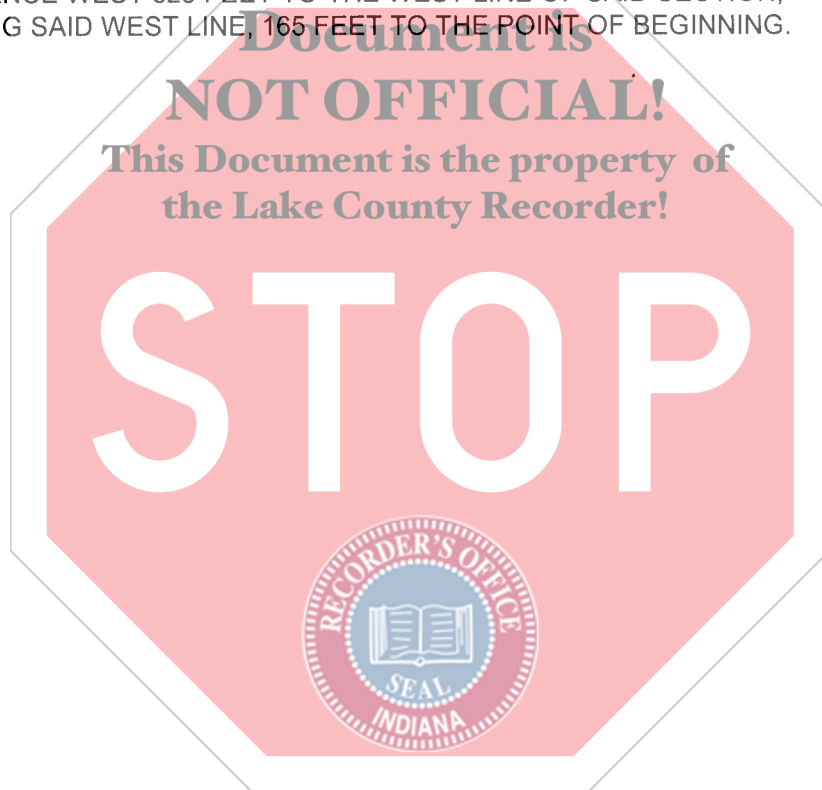 G SAID WEST LINE, 165 FEET TO THE POINT OF BEGINNING.
Document is
NOT OFFICIAL!
This Document is the property of
the Lake County Recorder!
STOP
RECORDER'S OFFICE
SEAL
INDIANA